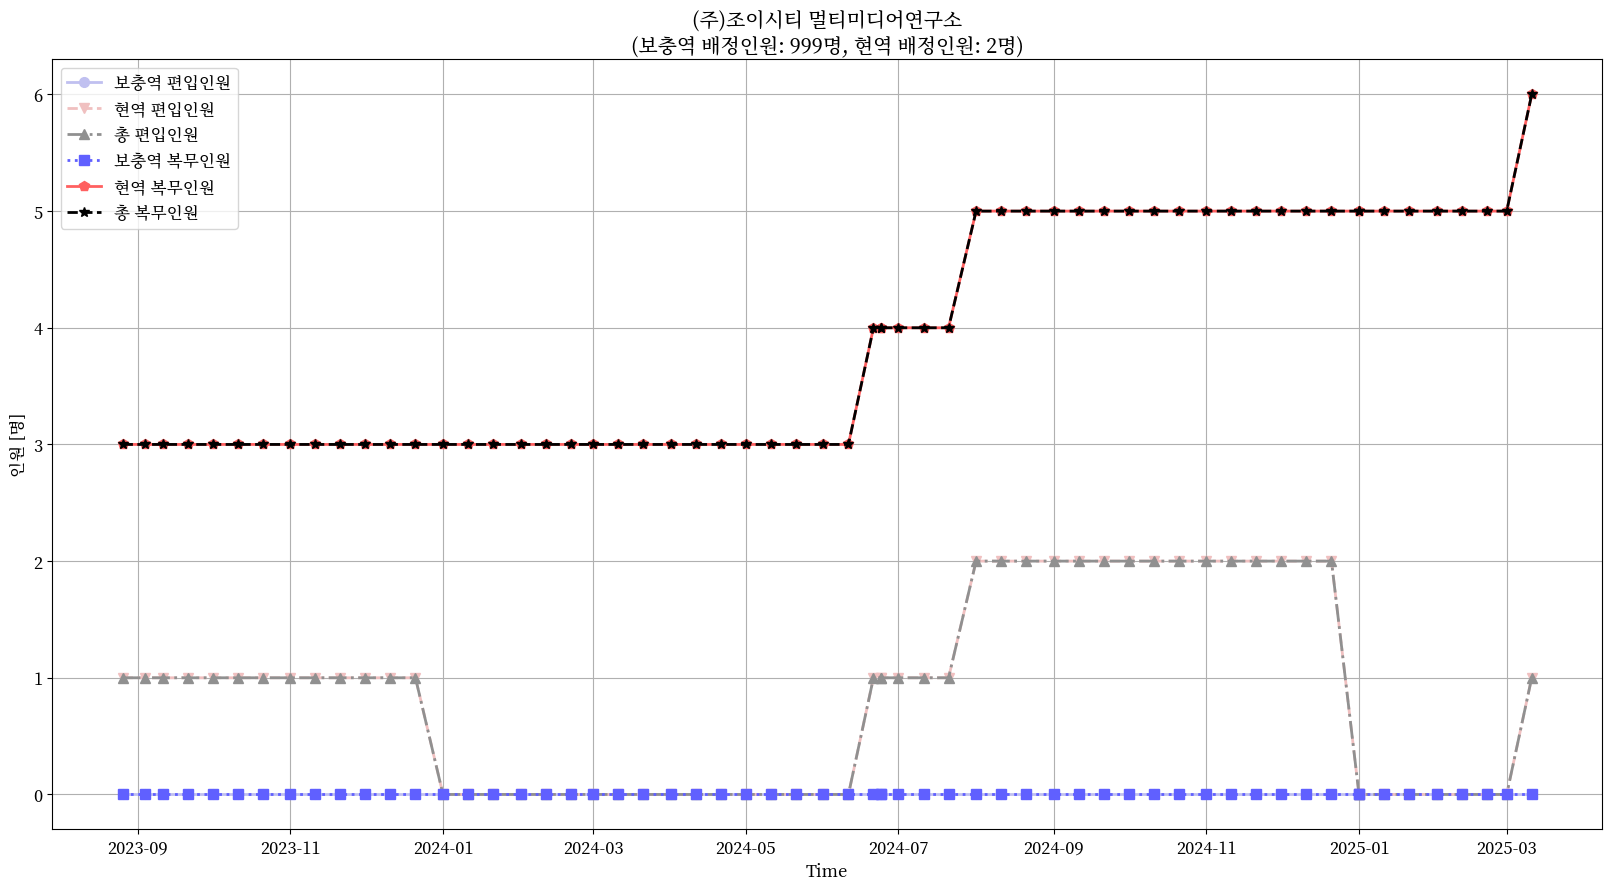 (주)조이시티 멀티미디어연구소
(보충역 배정인원: 999명, 현역 배정인원: 2명)
보충역 편입인원
현역 편입인원
총 편입인원
보충역 복무인원
현역 복무인원
총 복무인원
인원 [명]
6
5
4
3
2
1
0
2023-09 2023-11 2024-01 2024-03 2024-05 2024-07 2024-09 2024-11 2025-01 2025-03
Time